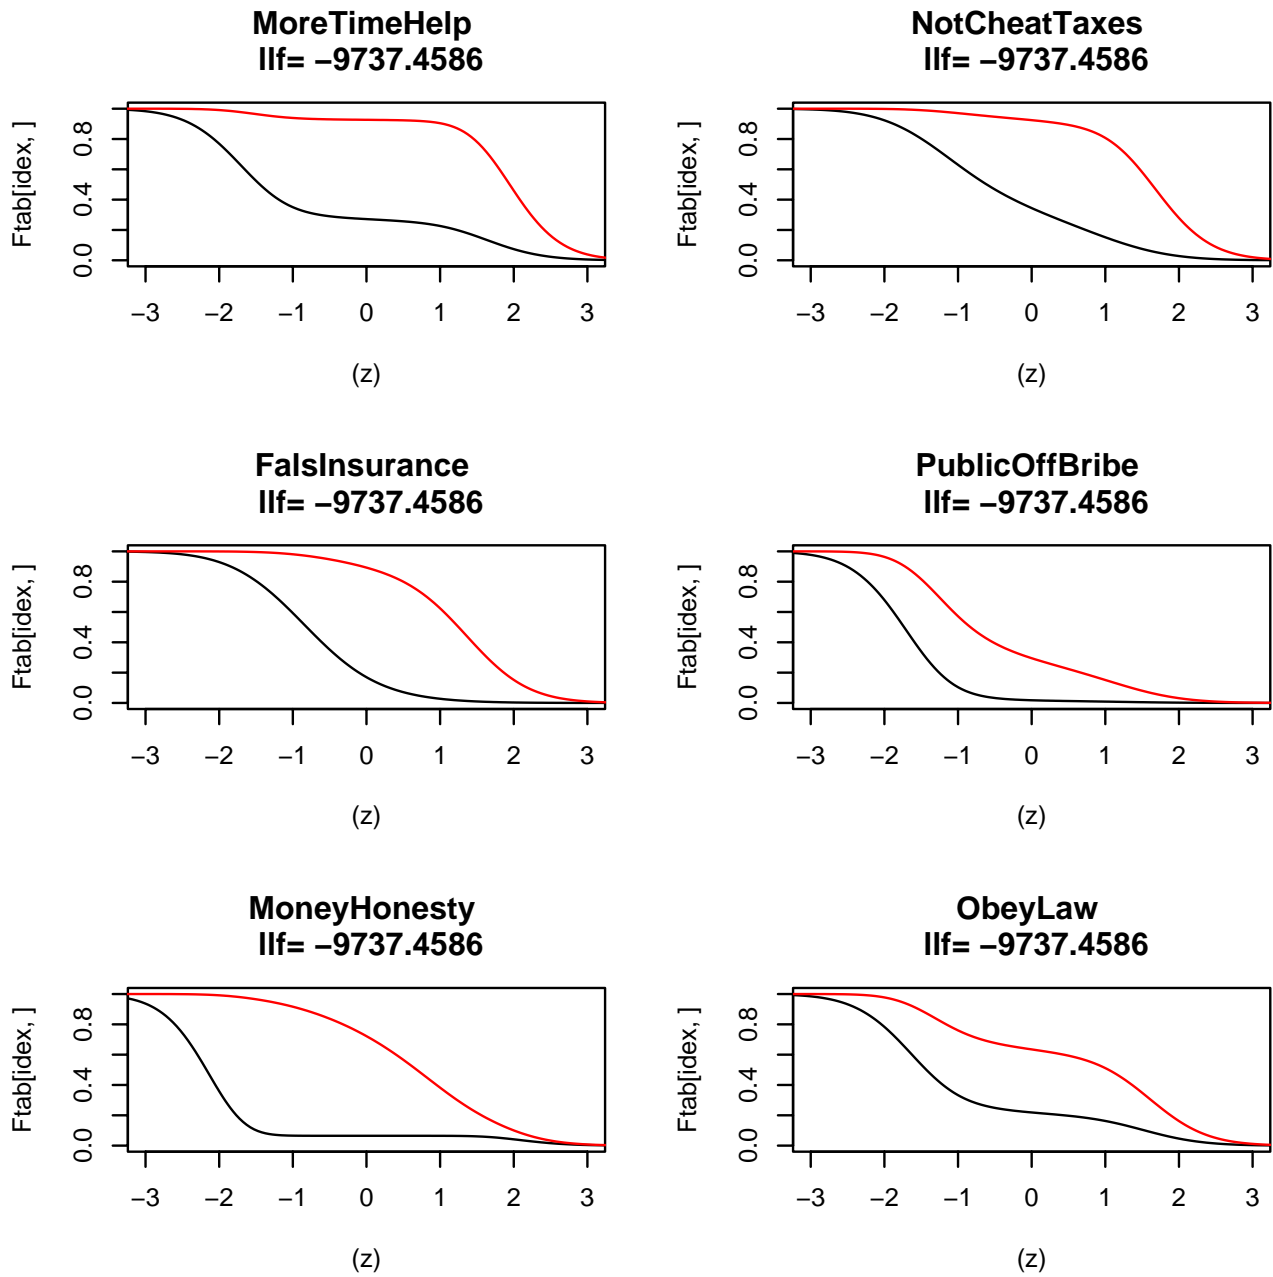 MoreTimeHelp
llf= −9737.4586
Ftab[idex, ]
0.0 0.4 0.8
−3 −2 −1 0 1 2 3
(z)
NotCheatTaxes
llf= −9737.4586
Ftab[idex, ]
0.0 0.4 0.8
−3 −2 −1 0 1 2 3
(z)
FalsInsurance
llf= −9737.4586
Ftab[idex, ]
0.0 0.4 0.8
−3 −2 −1 0 1 2 3
(z)
PublicOffBribe
llf= −9737.4586
Ftab[idex, ]
0.0 0.4 0.8
−3 −2 −1 0 1 2 3
(z)
MoneyHonesty
llf= −9737.4586
Ftab[idex, ]
0.0 0.4 0.8
−3 −2 −1 0 1 2 3
(z)
ObeyLaw
llf= −9737.4586
Ftab[idex, ]
0.0 0.4 0.8
−3 −2 −1 0 1 2 3
(z)